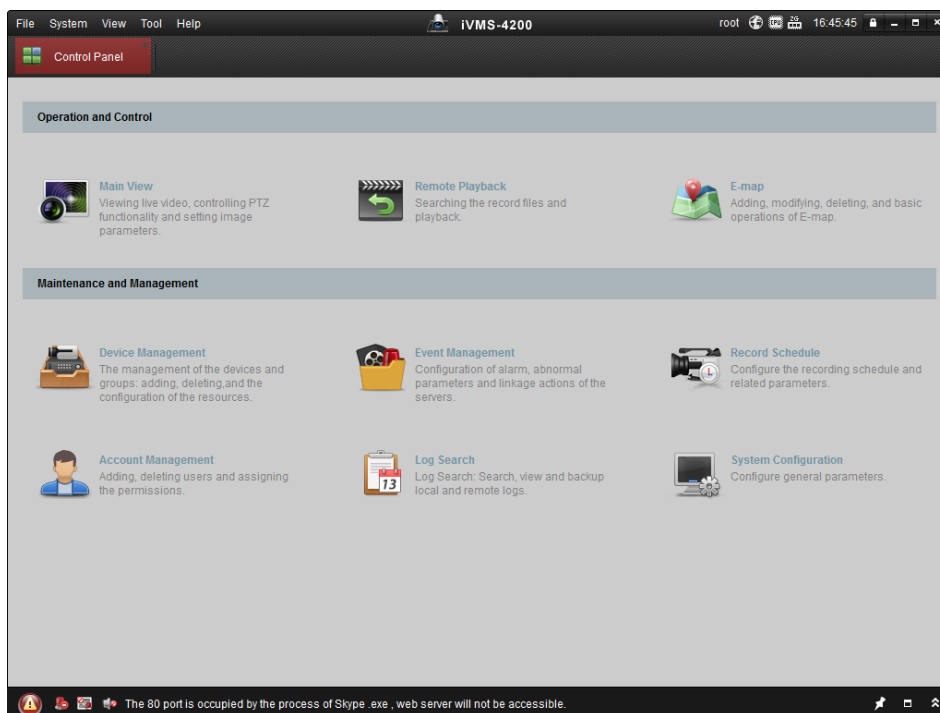 File System View Tool Help iVMS-4200 root CPU 2G 16:45:45
Control Panel
Operation and Control
Main View
Viewing live video, controlling PTZ
functionality and setting image
parameters.
Remote Playback
Searching the record files and
playback.
E-map
Adding, modifying, deleting, and basic
operations of E-map.
Maintenance and Management
Device Management
The management of the devices and
groups: adding, deleting,and the
configuration of the resources.
Event Management
Configuration of alarm, abnormal
parameters and linkage actions of the
servers.
Record Schedule
Configure the recording schedule and
related parameters.
Account Management
Adding, deleting users and assigning
the permissions.
13
Log Search
Log Search: Search, view and backup
local and remote logs.
System Configuration
Configure general parameters.
The 80 port is occupied by the process of Skype .exe , web server will not be accessible.